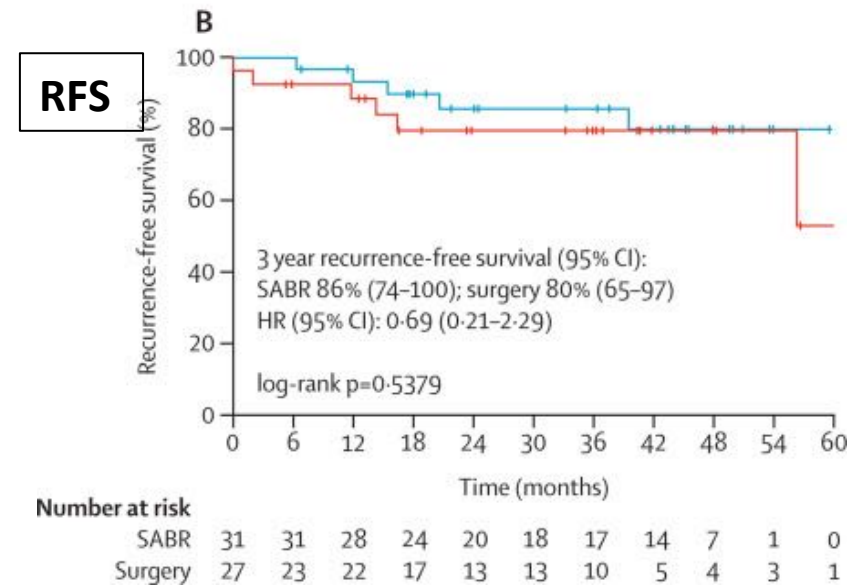 B
RFS
Recurrence-free survival (%)
100
80
60
40
20
0
3 year recurrence-free survival (95% CI):
SABR 86% (74–100); surgery 80% (65–97)
HR (95% CI): 0·69 (0·21–2·29)
log-rank p=0·5379
0 6 12 18 24 30 36 42 48 54 60
Time (months)
Number at risk
SABR 31 31 28 24 20 18 17 14 7 1 0
Surgery 27 23 22 17 13 13 10 5 4 3 1